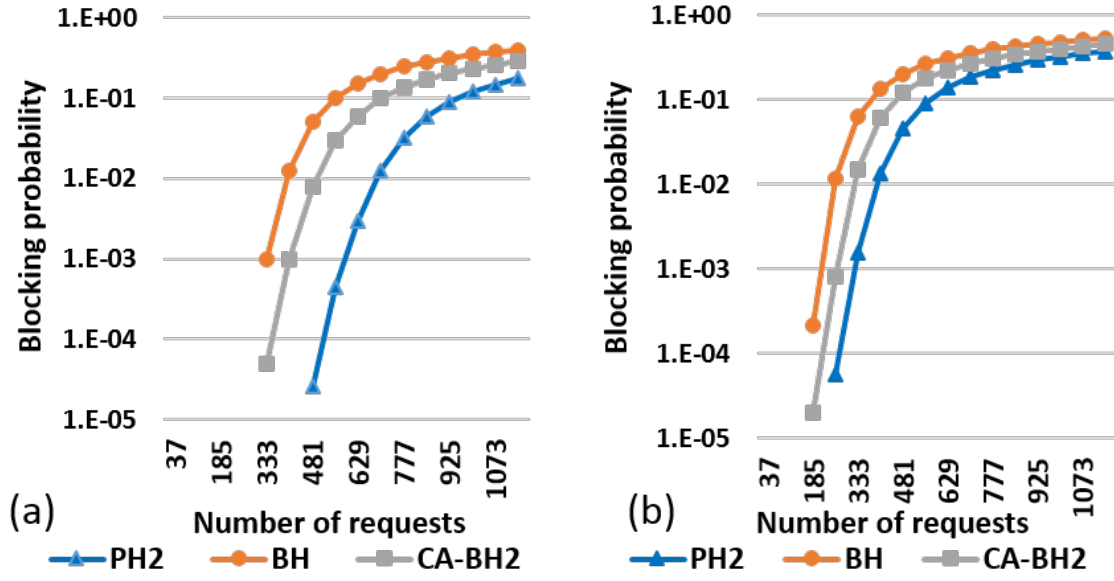 Blocking probability
1.E+00
1.E-01
1.E-02
1.E-03
1.E-04
1.E-05
37
185
333
481
629
777
925
1073
(a)
Number of requests
PH2
BH
CA-BH2
Blocking probability
1.E+00
1.E-01
1.E-02
1.E-03
1.E-04
1.E-05
37
185
333
481
629
777
925
1073
(b)
Number of requests
PH2
BH
CA-BH2